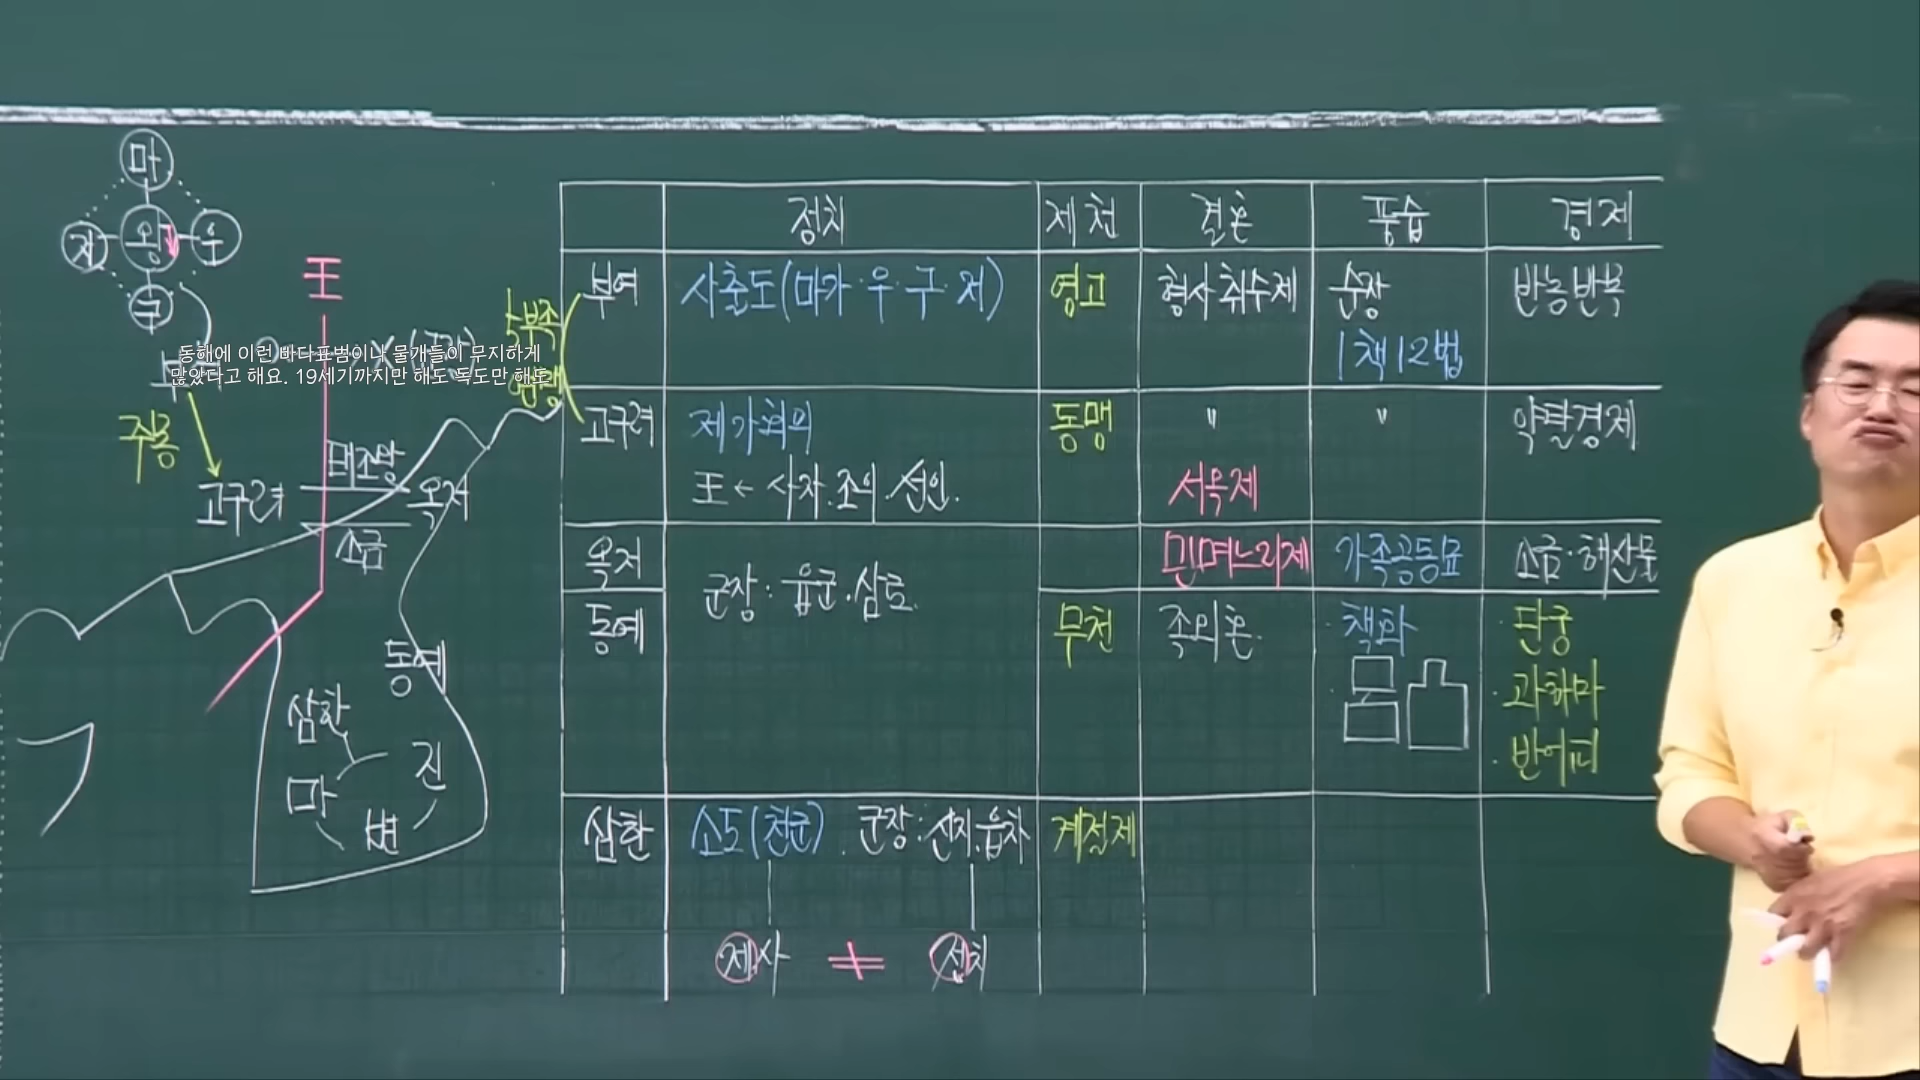 마
저 왕 우
구
王
동해에 이런 바다표범이나 물개들이 무지하게
많았다고 해요. 19세기까지만 해도 독도만 해도
주몽
고구려
태조왕
옥저
소금
동예
삼한
마
진
변
5부족
연맹
정치 제천 결혼 풍습 경제
부여 사출도(마가·우·구·저) 영고 형사취수제 순장 반농반목
1책12법
고구려 제가회의 동맹 〃 〃 약탈경제
王 ← 사자.조의.선인. 서옥제
옥저 민며느리제 가족공동묘 소금·해산물
군장: 읍군.삼로.
동예 무천 족외혼. · 책화 · 단궁
· 과하마
· 반어피
삼한 소도(천군). 군장:신지.읍차 계절제
제사 ≠ 정치